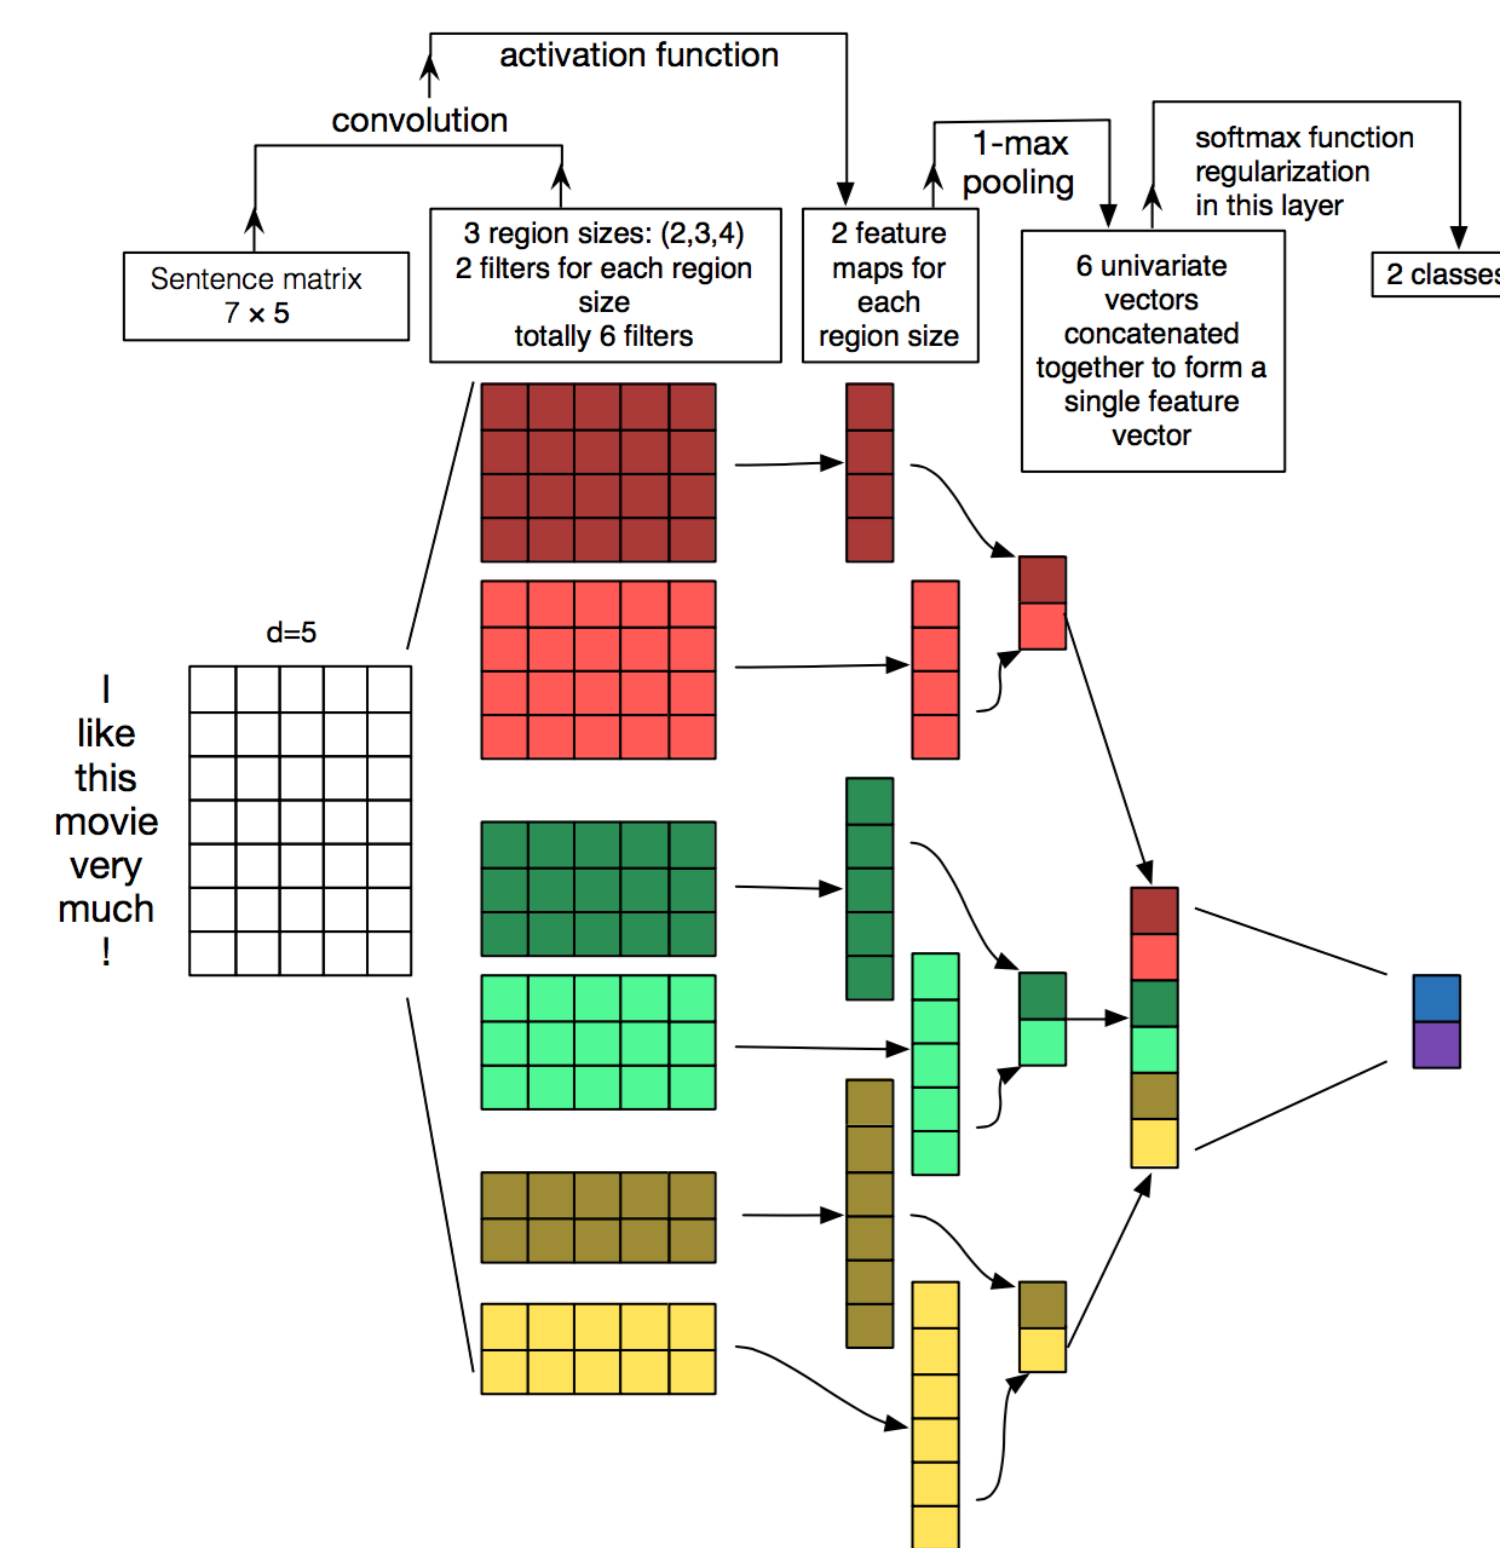 activation function
convolution
1-max
pooling
softmax function
regularization
in this layer
Sentence matrix
7 × 5
3 region sizes: (2,3,4)
2 filters for each region
size
totally 6 filters
2 feature
maps for
each
region size
6 univariate
vectors
concatenated
together to form a
single feature
vector
2 classes
d=5
I
like
this
movie
very
much
!